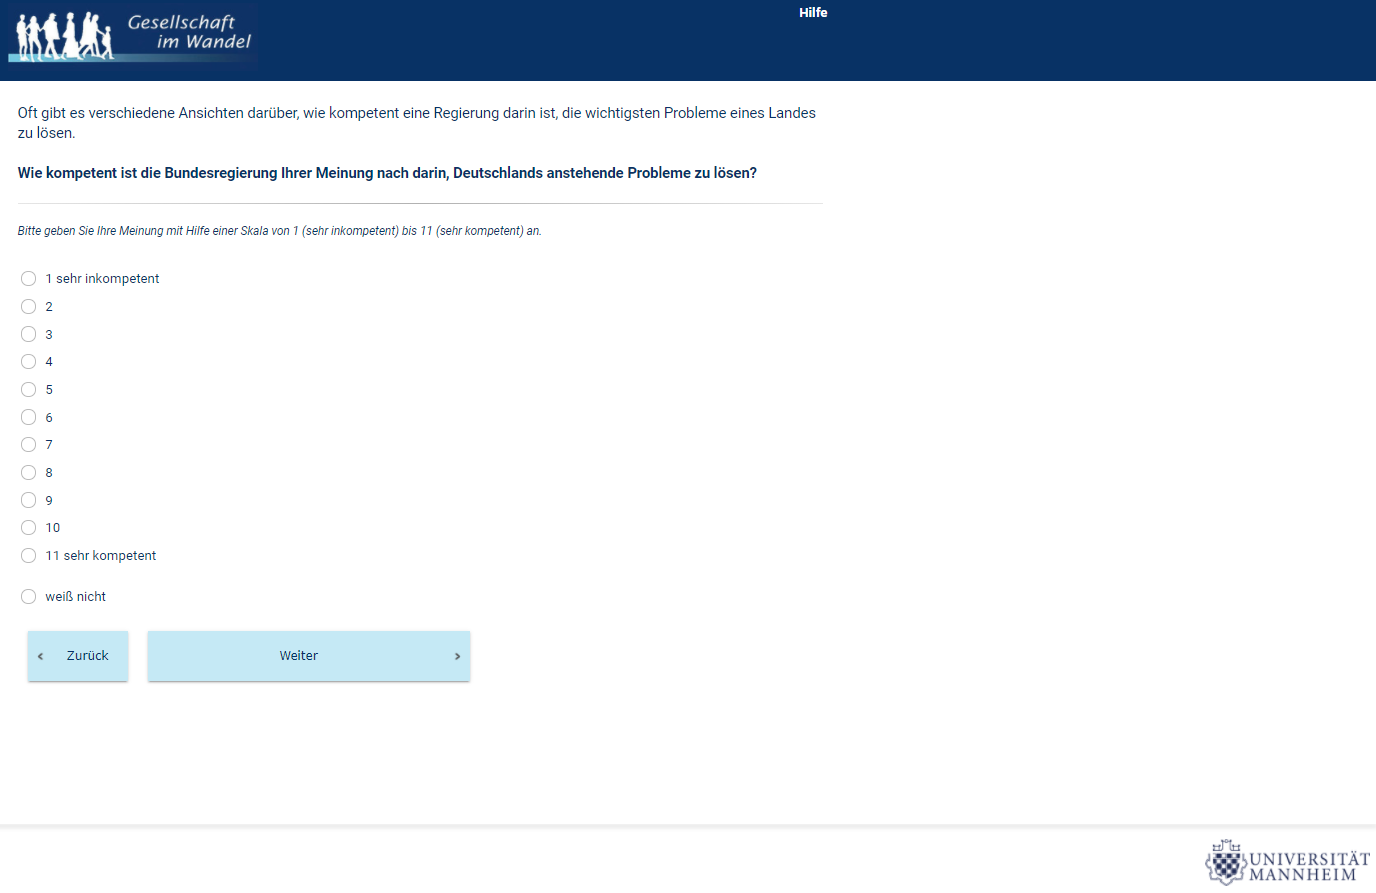 Gesellschaft
im Wandel
Hilfe
Oft gibt es verschiedene Ansichten darüber, wie kompetent eine Regierung darin ist, die wichtigsten Probleme eines Landes
zu lösen.
Wie kompetent ist die Bundesregierung Ihrer Meinung nach darin, Deutschlands anstehende Probleme zu lösen?
Bitte geben Sie Ihre Meinung mit Hilfe einer Skala von 1 (sehr inkompetent) bis 11 (sehr kompetent) an.
1 sehr inkompetent
2
3
4
5
6
7
8
9
10
11 sehr kompetent
weiß nicht
‹ Zurück
Weiter ›
UNIVERSITÄT
MANNHEIM